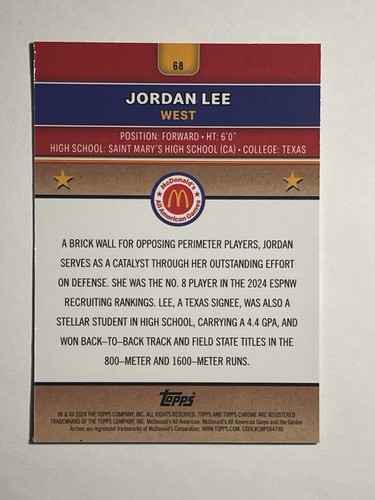 68
JORDAN LEE
WEST
POSITION: FORWARD • HT: 6'0"
HIGH SCHOOL: SAINT MARY'S HIGH SCHOOL (CA) • COLLEGE: TEXAS
McDonald's
All American Games
A BRICK WALL FOR OPPOSING PERIMETER PLAYERS, JORDAN
SERVES AS A CATALYST THROUGH HER OUTSTANDING EFFORT
ON DEFENSE. SHE WAS THE NO. 8 PLAYER IN THE 2024 ESPNW
RECRUITING RANKINGS. LEE, A TEXAS SIGNEE, WAS ALSO A
STELLAR STUDENT IN HIGH SCHOOL, CARRYING A 4.4 GPA, AND
WON BACK-TO-BACK TRACK AND FIELD STATE TITLES IN THE
800-METER AND 1600-METER RUNS.
Topps
® & © 2024 THE TOPPS COMPANY, INC. ALL RIGHTS RESERVED. TOPPS AND TOPPS CHROME ARE REGISTERED
TRADEMARKS OF THE TOPPS COMPANY, INC. McDonald's All American, McDonald's All American Game and the Golden
Arches are registered trademarks of McDonald's Corporation. WWW.TOPPS.COM. CODE#CMP084798